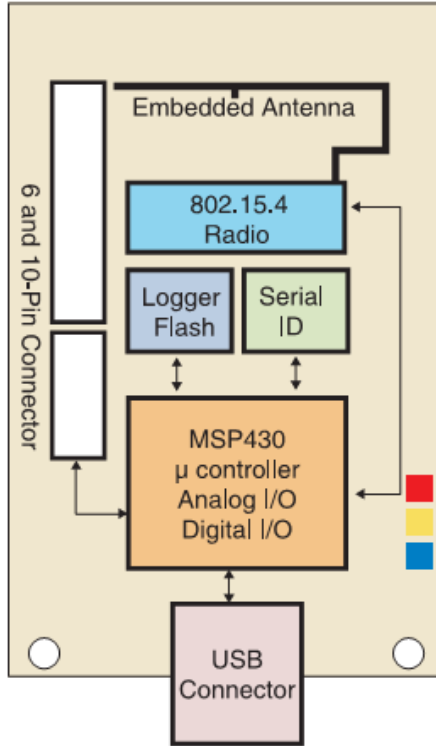 Embedded Antenna
6 and 10-Pin Connector
802.15.4
Radio
Logger
Flash
Serial
ID
MSP430
µ controller
Analog I/O
Digital I/O
USB
Connector